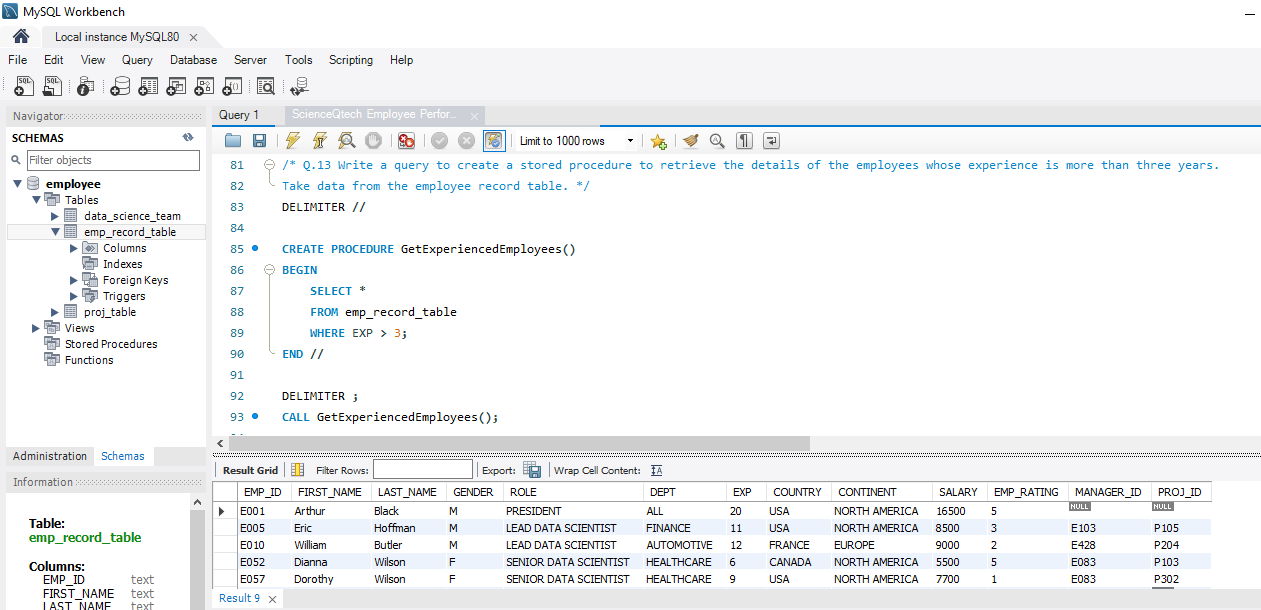 MySQL Workbench
Local instance MySQL80
File Edit View Query Database Server Tools Scripting Help
Navigator
SCHEMAS
Filter objects
employee
Tables
data_science_team
emp_record_table
Columns
Indexes
Foreign Keys
Triggers
proj_table
Views
Stored Procedures
Functions
Administration Schemas
Information
Table:
emp_record_table
Columns:
EMP_ID text
FIRST_NAME text
LAST_NAME text
Query 1 ScienceQtech Employee Perfor...
Limit to 1000 rows
81 /* Q.13 Write a query to create a stored procedure to retrieve the details of the employees whose experience is more than three years.
82 Take data from the employee record table. */
83 DELIMITER //
84
85 CREATE PROCEDURE GetExperiencedEmployees()
86 BEGIN
87 SELECT *
88 FROM emp_record_table
89 WHERE EXP > 3;
90 END //
91
92 DELIMITER ;
93 CALL GetExperiencedEmployees();
Result Grid Filter Rows: Export: Wrap Cell Content:
EMP_ID FIRST_NAME LAST_NAME GENDER ROLE DEPT EXP COUNTRY CONTINENT SALARY EMP_RATING MANAGER_ID PROJ_ID
E001 Arthur Black M PRESIDENT ALL 20 USA NORTH AMERICA 16500 5 NULL NULL
E005 Eric Hoffman M LEAD DATA SCIENTIST FINANCE 11 USA NORTH AMERICA 8500 3 E103 P105
E010 William Butler M LEAD DATA SCIENTIST AUTOMOTIVE 12 FRANCE EUROPE 9000 2 E428 P204
E052 Dianna Wilson F SENIOR DATA SCIENTIST HEALTHCARE 6 CANADA NORTH AMERICA 5500 5 E083 P103
E057 Dorothy Wilson F SENIOR DATA SCIENTIST HEALTHCARE 9 USA NORTH AMERICA 7700 1 E083 P302
Result 9